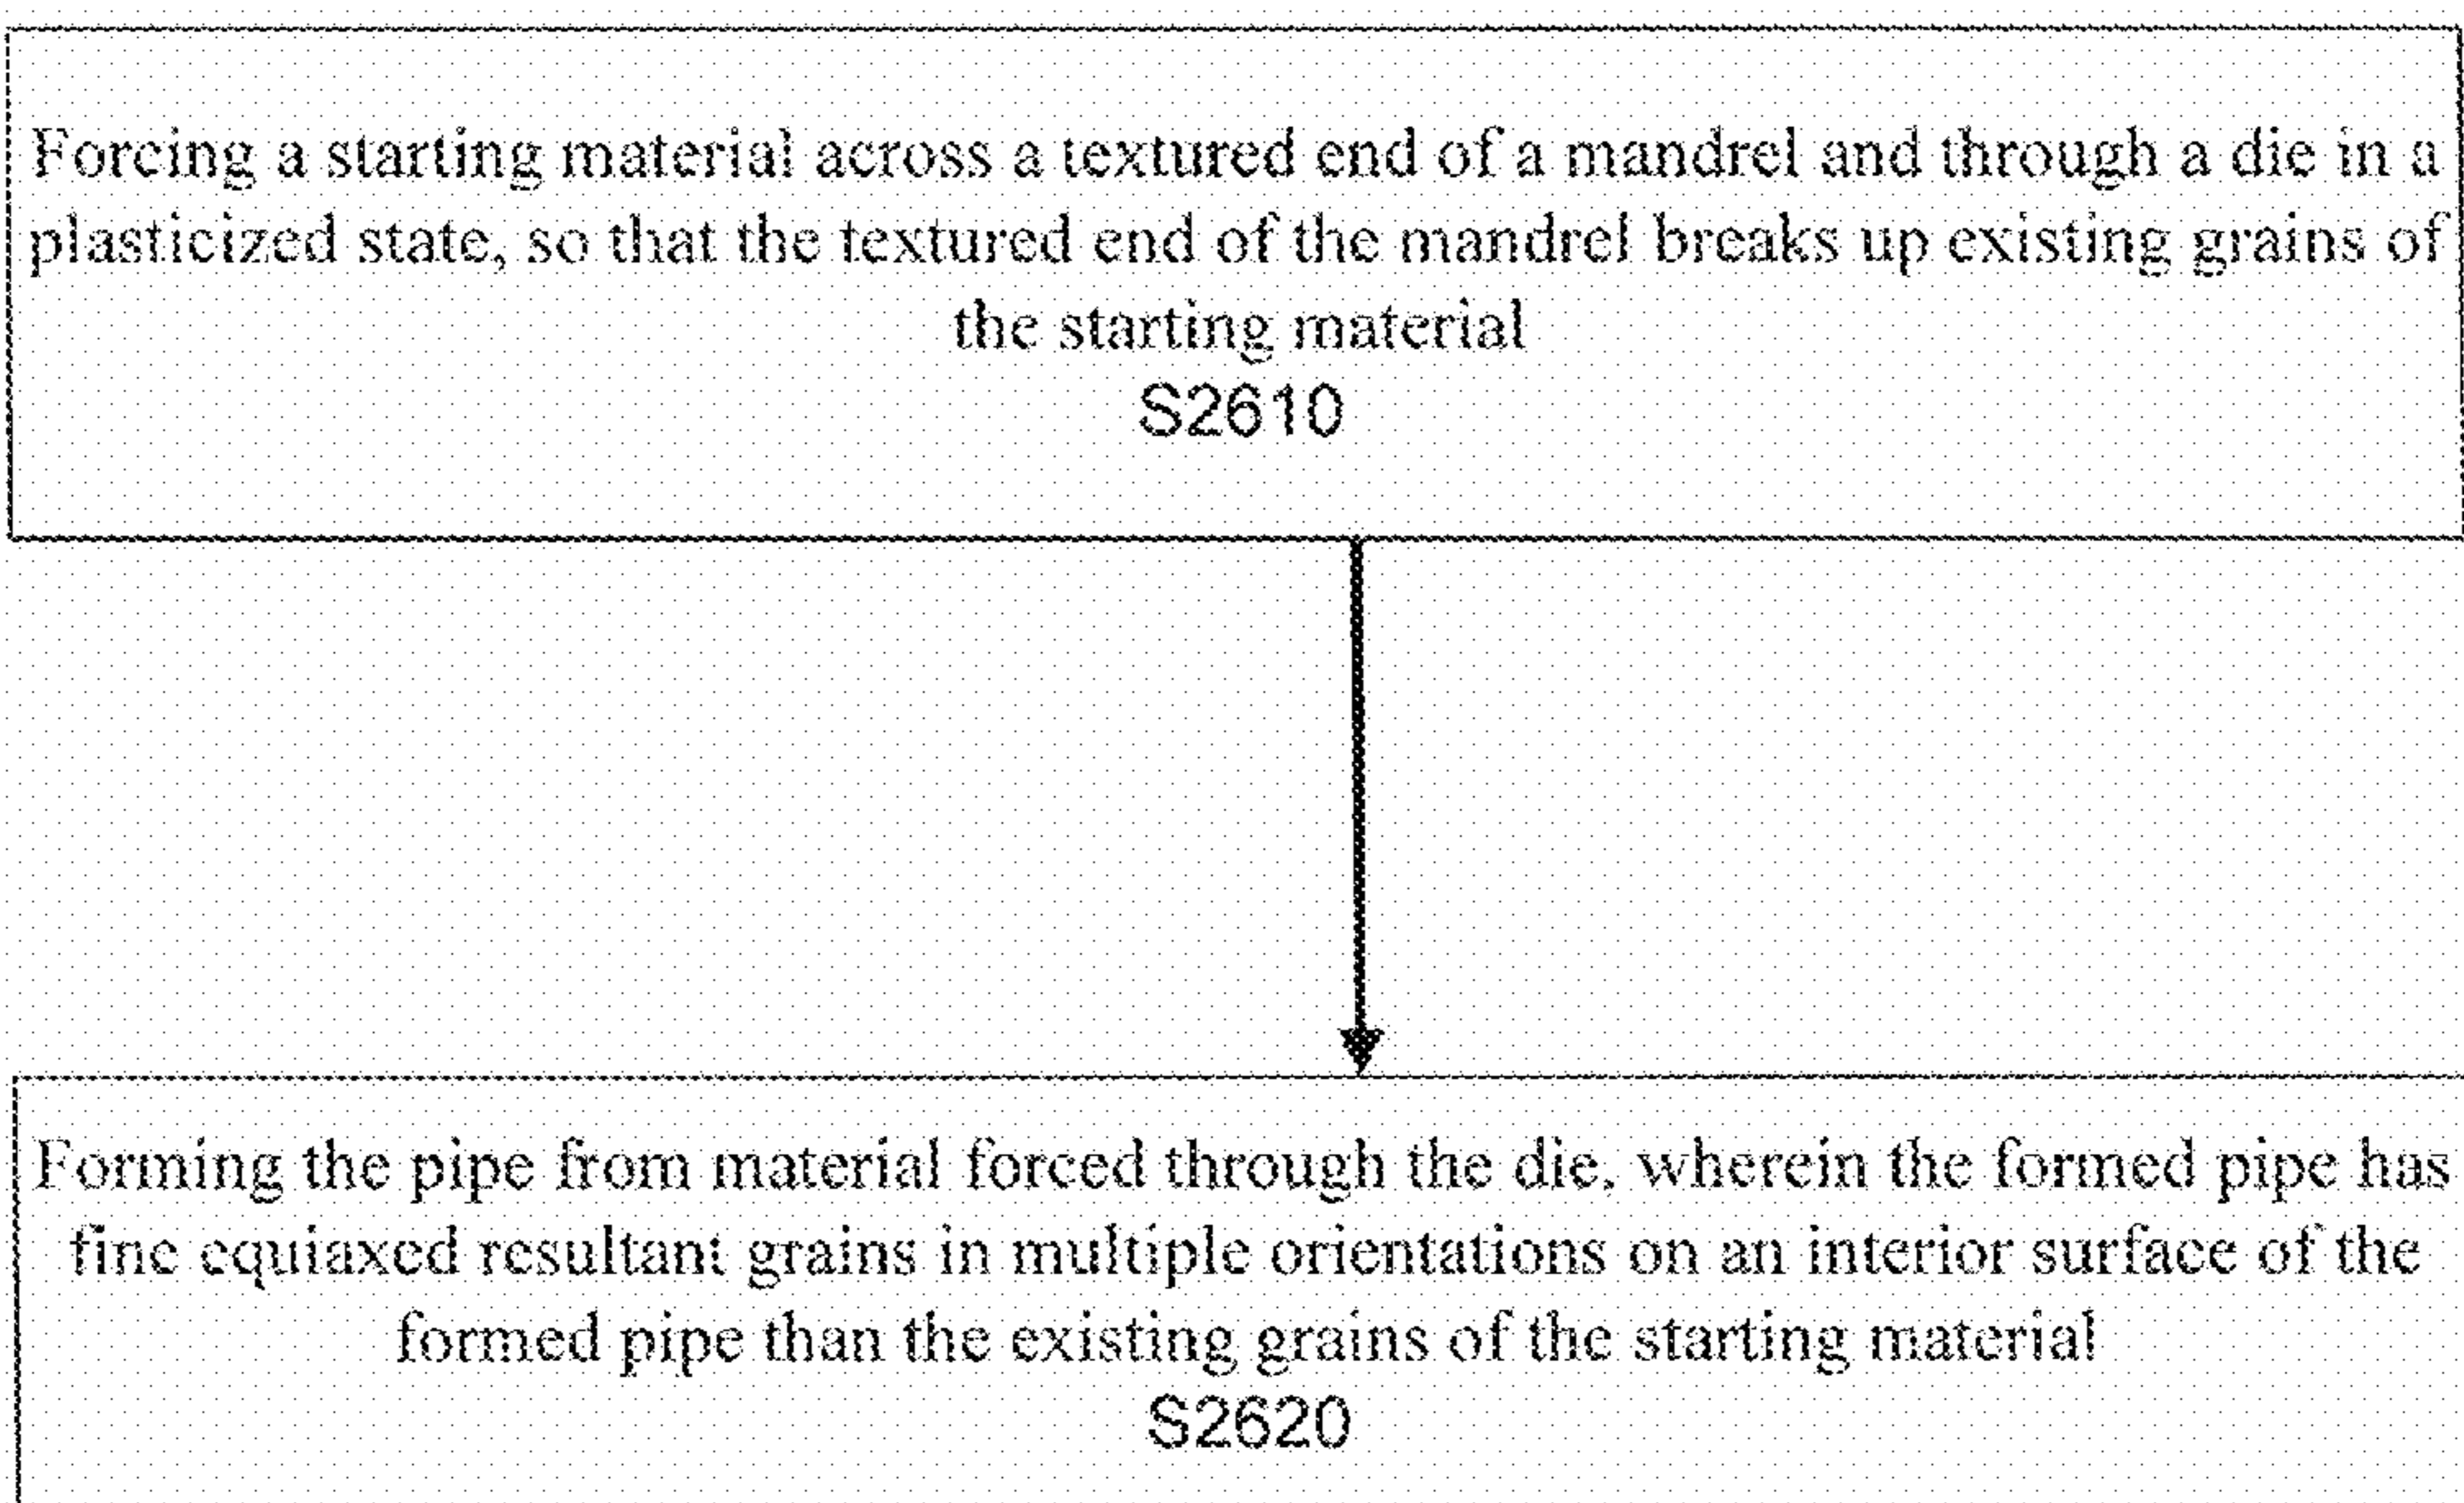 Forcing a starting material across a textured end of a mandrel and through a die in a
plasticized state, so that the textured end of the mandrel breaks up existing grains of
the starting material
S2610
Forming the pipe from material forced through the die, wherein the formed pipe has
fine equiaxed resultant grains in multiple orientations on an interior surface of the
formed pipe than the existing grains of the starting material
S2620